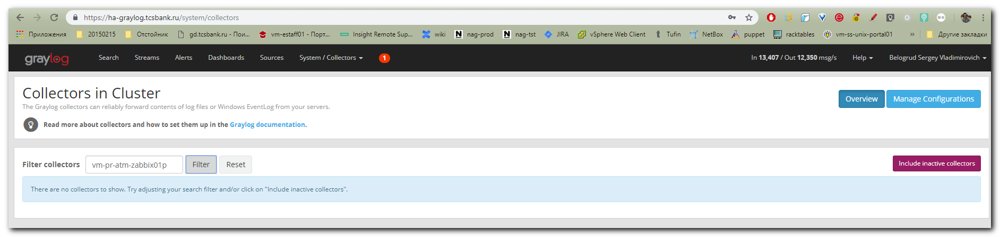 https://ha-graylog.tcsbank.ru/system/collectors
Приложения 20150215 Отстойник gd.tcsbank.ru - Пои... vm-estaff01 - Порт... Insight Remote Sup... wiki nag-prod nag-tst JIRA vSphere Web Client Tufin NetBox puppet racktables vm-ss-unix-portal01 » Другие закладки
graylog Search Streams Alerts Dashboards Sources System / Collectors 1 In 13,407 / Out 12,350 msg/s Help Belogrud Sergey Vladimirovich
Collectors in Cluster
Overview Manage Configurations
The Graylog collectors can reliably forward contents of log files or Windows EventLog from your servers.
Read more about collectors and how to set them up in the Graylog documentation.
Filter collectors vm-pr-atm-zabbix01p Filter Reset Include inactive collectors
There are no collectors to show. Try adjusting your search filter and/or click on "Include inactive collectors".